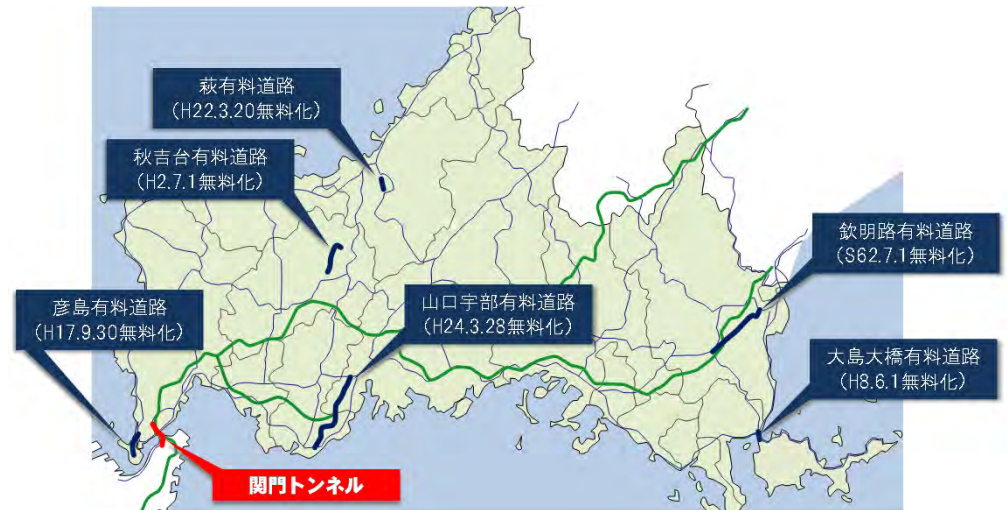 萩有料道路
（H22.3.20無料化）
秋吉台有料道路
（H2.7.1無料化）
欽明路有料道路
（S62.7.1無料化）
彦島有料道路
（H17.9.30無料化）
山口宇部有料道路
（H24.3.28無料化）
大島大橋有料道路
（H8.6.1無料化）
関門トンネル